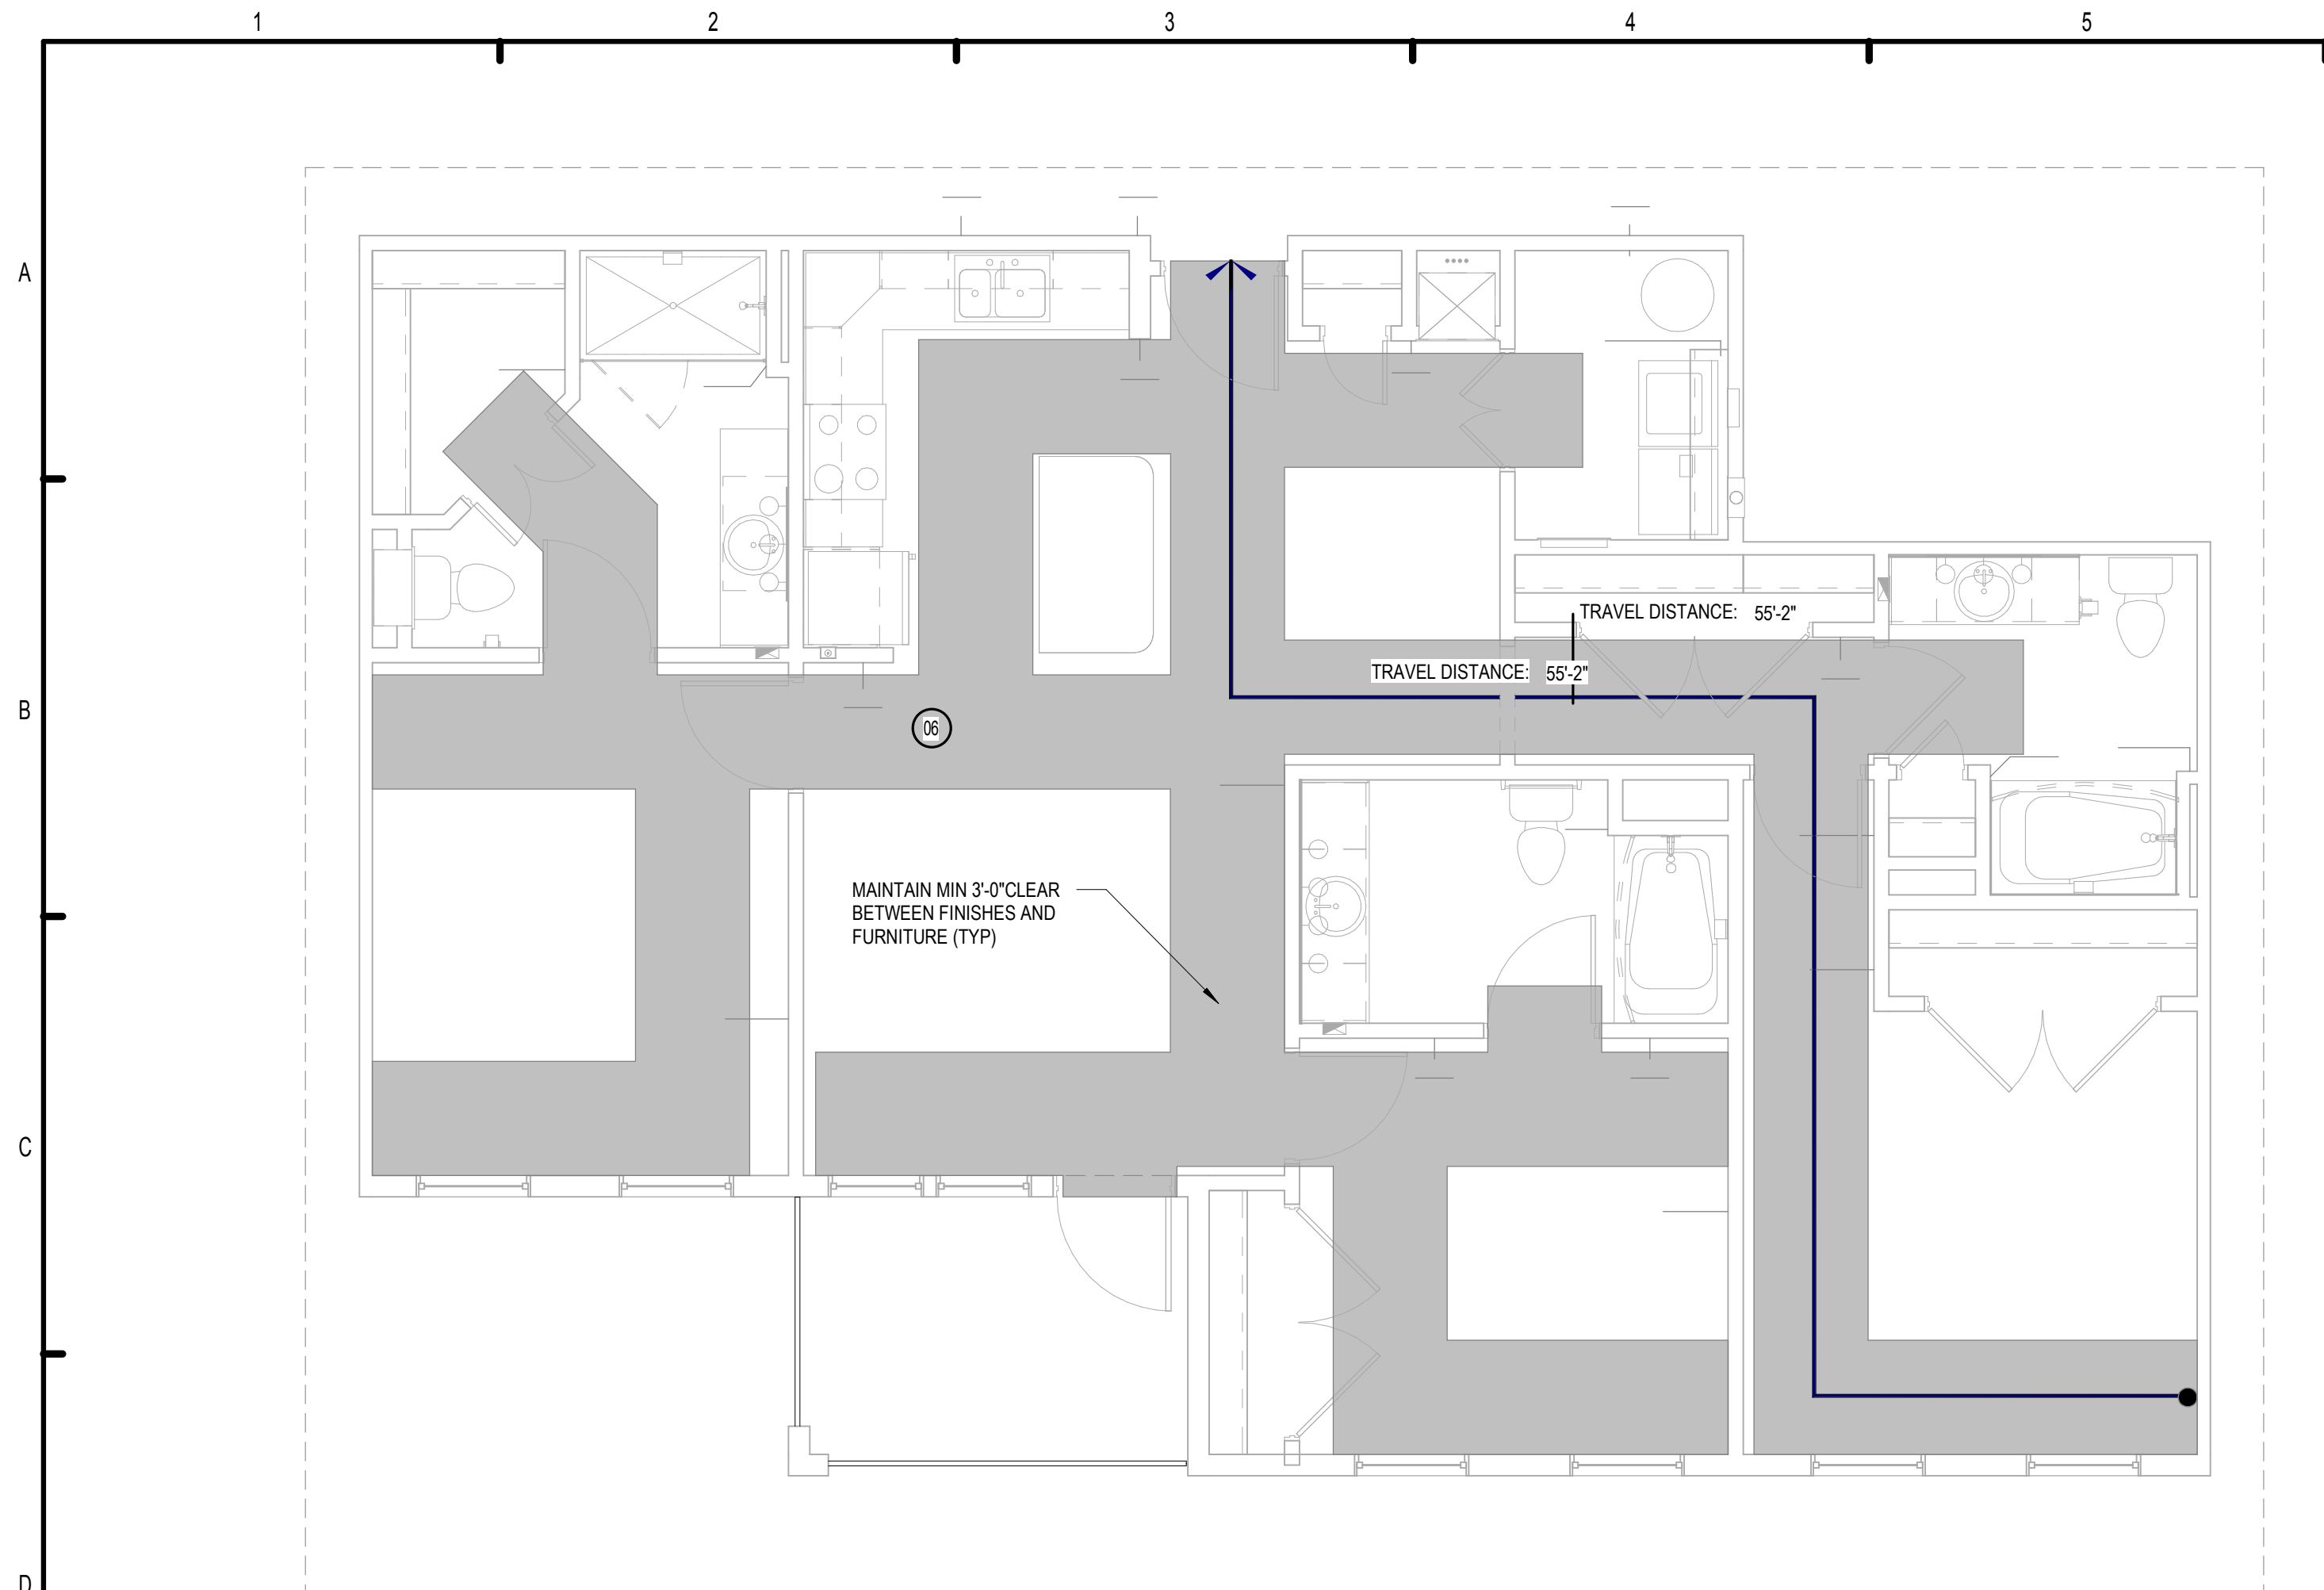 1 2 3 4 5
A
TRAVEL DISTANCE: 55'-2"
TRAVEL DISTANCE: 55'-2"
B
06
MAINTAIN MIN 3'-0"CLEAR
BETWEEN FINISHES AND
FURNITURE (TYP)
C
D